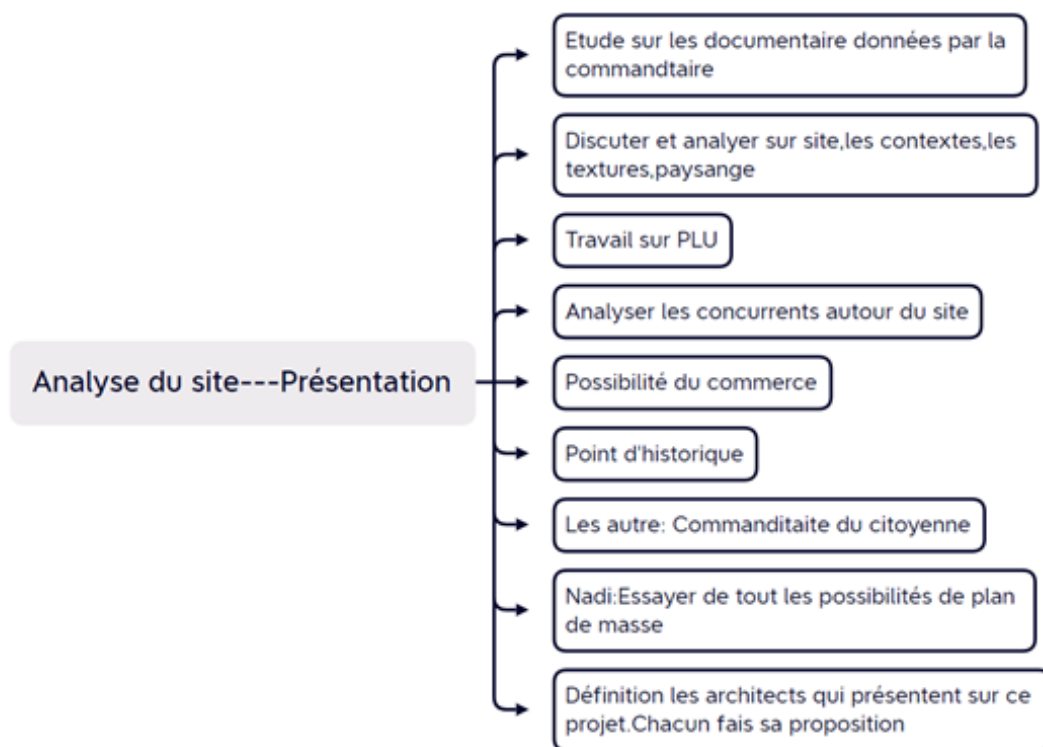 Etude sur les documentaire données par la
commandtaire
Discuter et analyer sur site,les contextes,les
textures,paysange
Travail sur PLU
Analyser les concurrents autour du site
Analyse du site---Présentation
Possibilité du commerce
Point d'historique
Les autre: Commanditaite du citoyenne
Nadi:Essayer de tout les possibilités de plan
de masse
Définition les architects qui présentent sur ce
projet.Chacun fais sa proposition